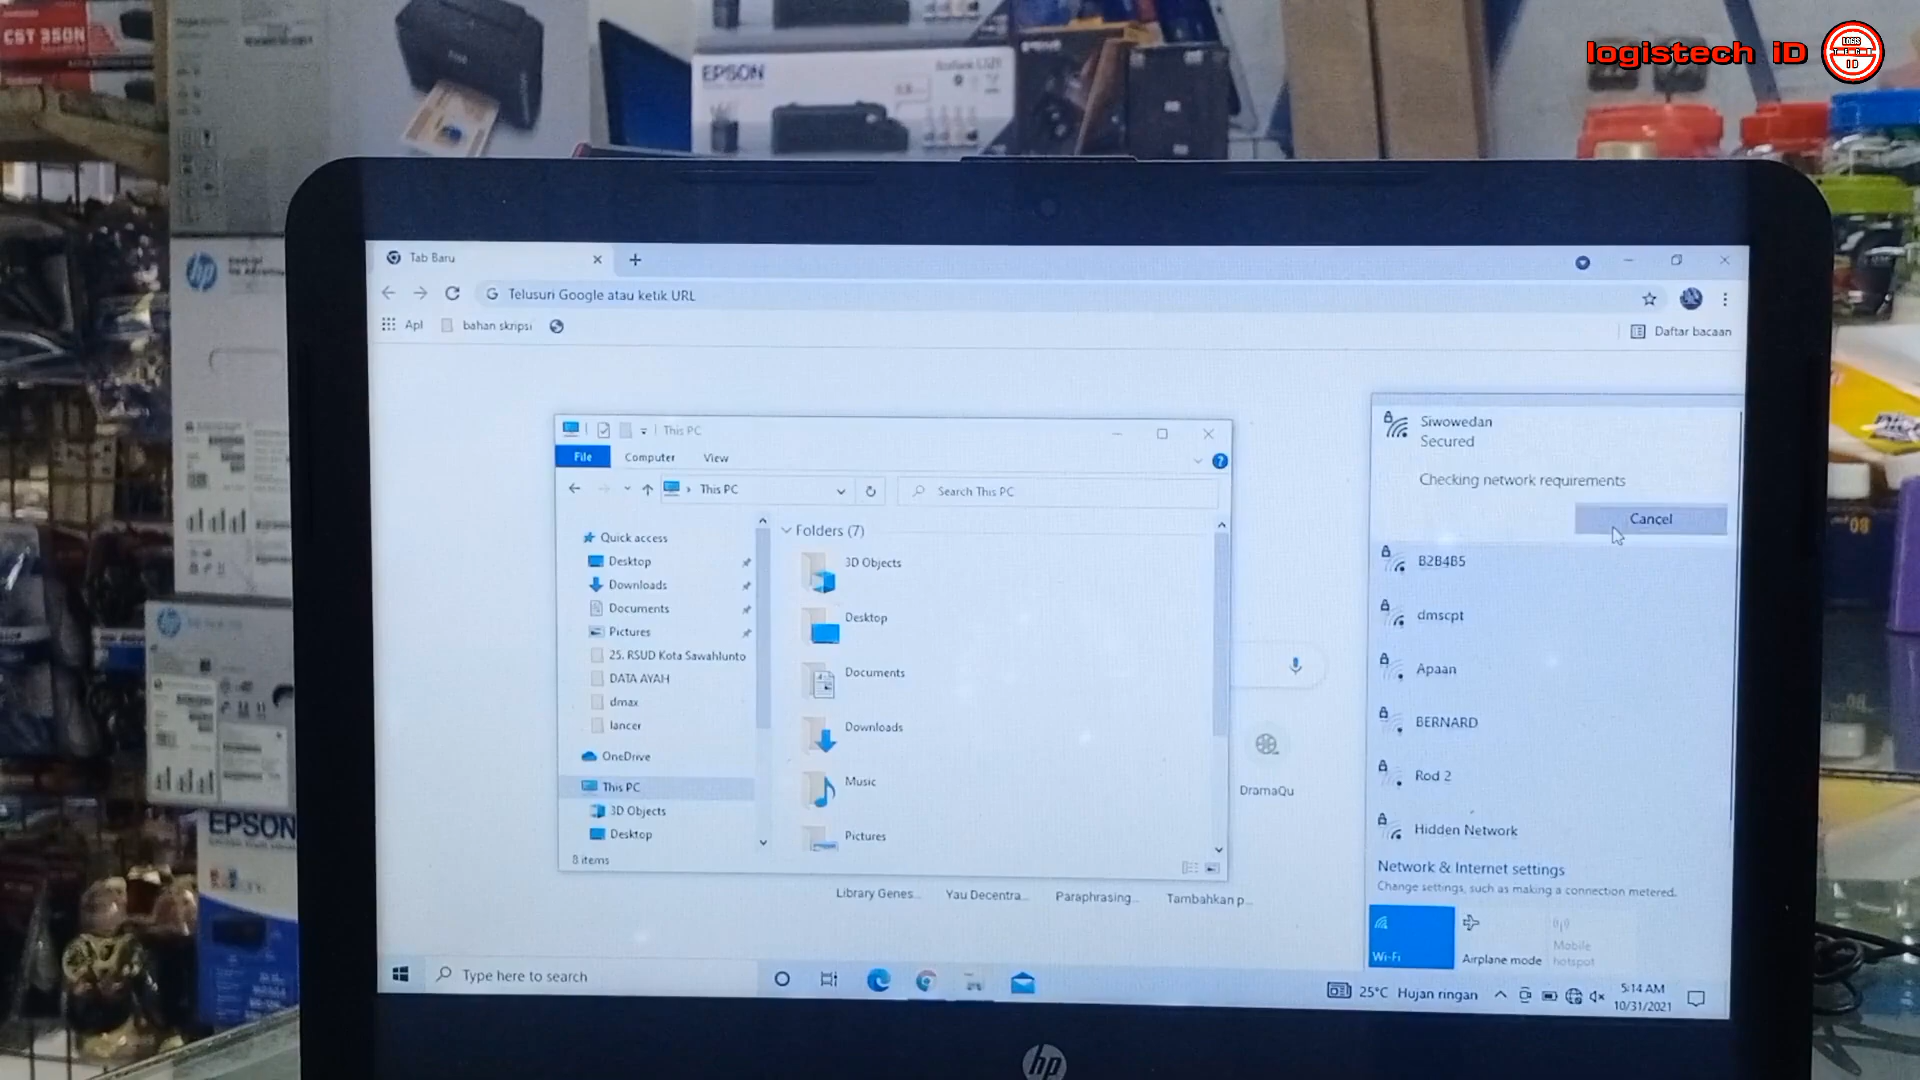 CST 350N
EPSON
logistech iD
LOGIS
TECH
ID
hp
Tab Baru
Telusuri Google atau ketik URL
Apl
bahan skripsi
Daftar bacaan
This PC
File
Computer
View
This PC
Search This PC
Quick access
Desktop
Downloads
Documents
Pictures
25. RSUD Kota Sawahlunto
DATA AYAH
dmax
lancer
OneDrive
This PC
3D Objects
Desktop
8 items
Folders (7)
3D Objects
Desktop
Documents
Downloads
Music
Pictures
DramaQu
Library Genes...
Yau Decentra...
Paraphrasing...
Tambahkan p...
Siwowedan
Secured
Checking network requirements
Cancel
B2B4B5
dmscpt
Apaan
BERNARD
Rod 2
Hidden Network
Network & Internet settings
Change settings, such as making a connection metered.
Wi-Fi
Airplane mode
Mobile
hotspot
Type here to search
25°C Hujan ringan
5:14 AM
10/31/2021
EPSON
hp